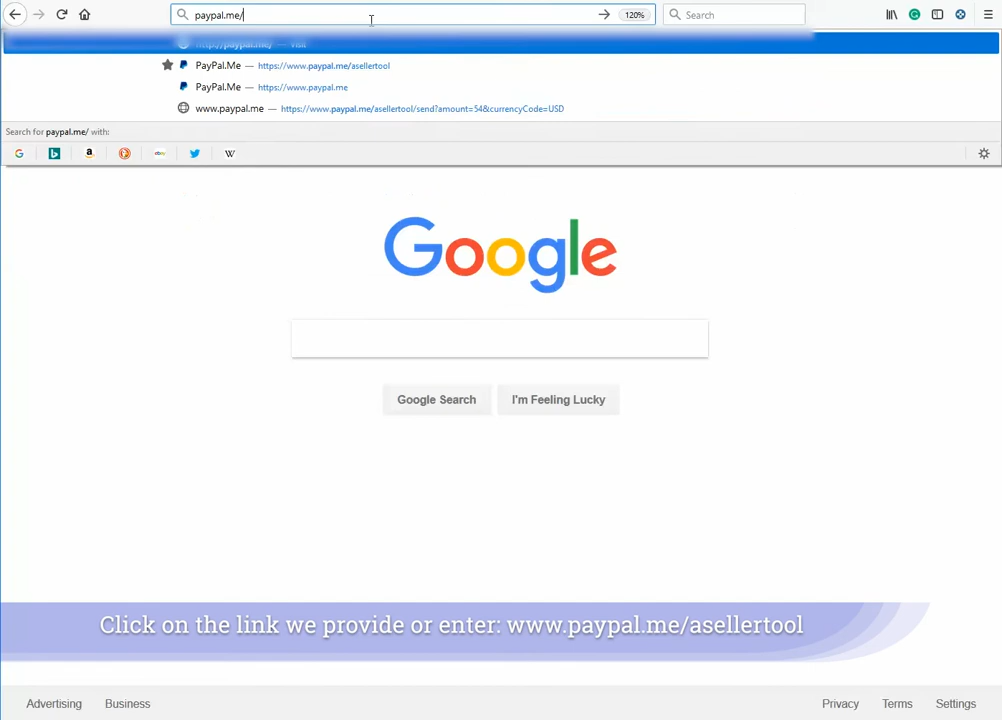 paypal.me/
120%
Search
http://paypal.me/ — Visit
PayPal.Me — https://www.paypal.me/asellertool
PayPal.Me — https://www.paypal.me
www.paypal.me — https://www.paypal.me/asellertool/send?amount=54&currencyCode=USD
Search for paypal.me/ with:
G b a ebay W
Google
Google Search I'm Feeling Lucky
Click on the link we provide or enter: www.paypal.me/asellertool
Advertising Business Privacy Terms Settings